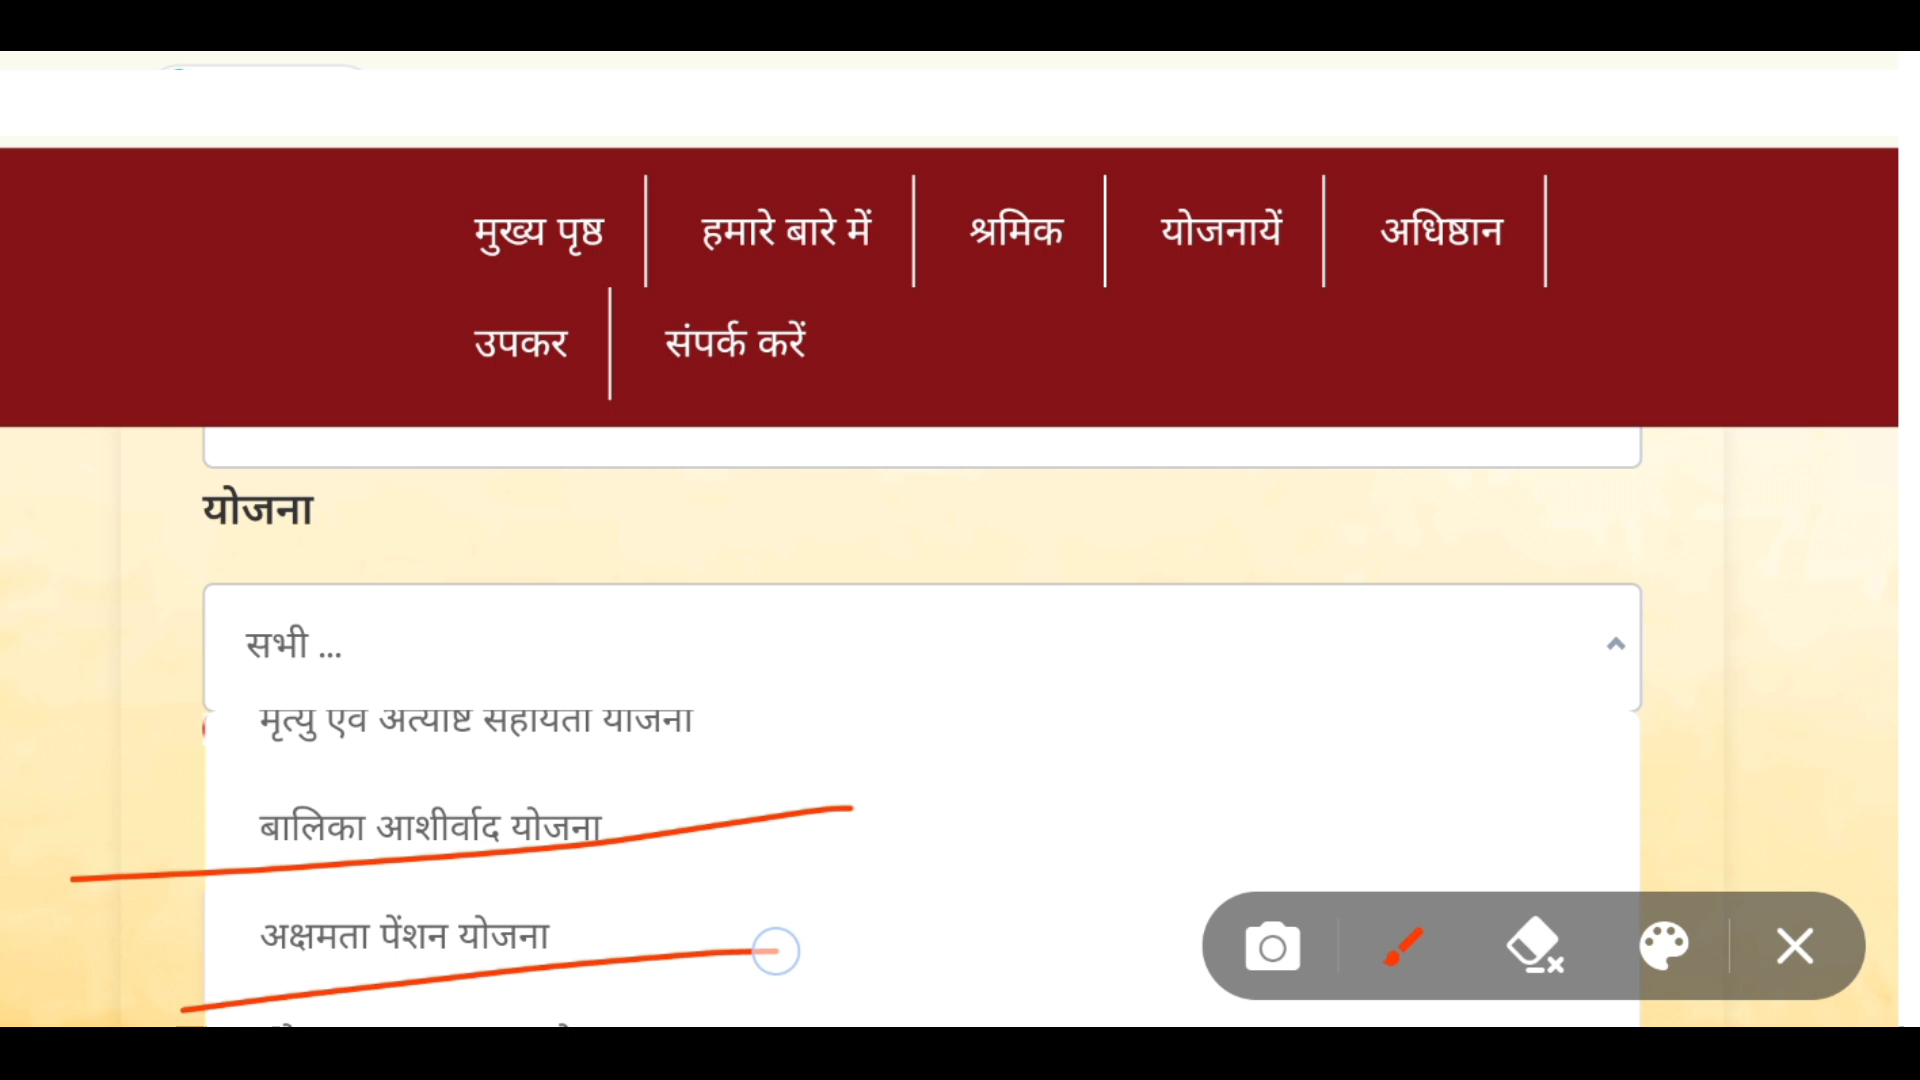 मुख्य पृष्ठ हमारे बारे में श्रमिक योजनायें अधिष्ठान
उपकर संपर्क करें
योजना
सभी ...
मृत्यु एवं अंत्येष्टि सहायता योजना
बालिका आशीर्वाद योजना
अक्षमता पेंशन योजना